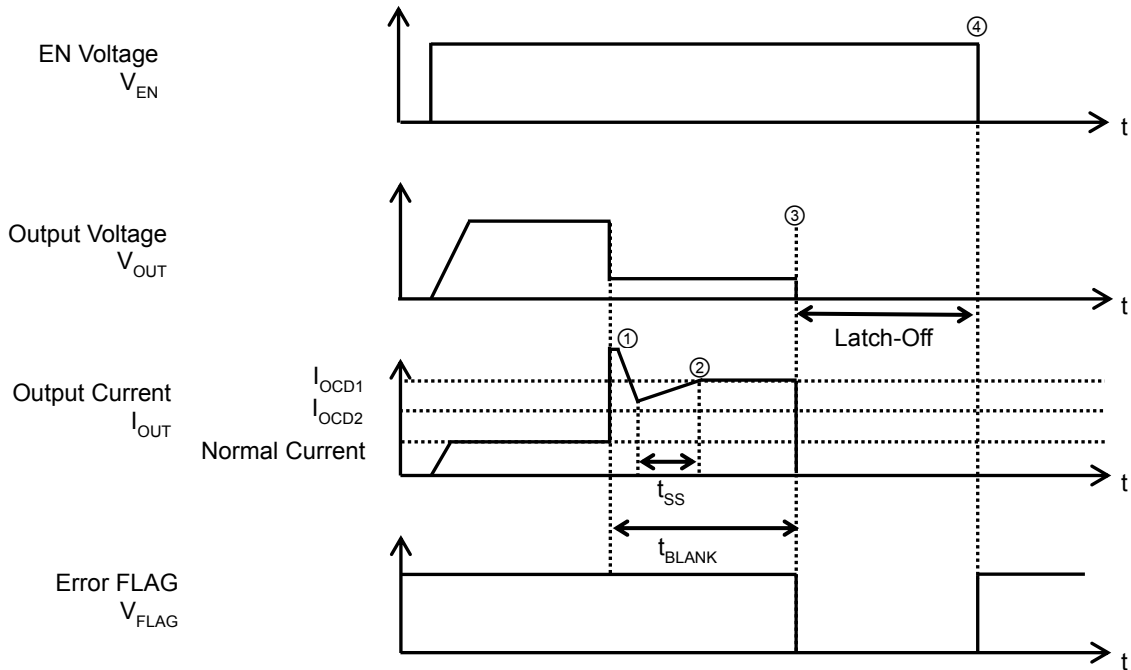 EN Voltage
V_EN
④
t
Output Voltage
V_OUT
③
t
Latch-Off
Output Current
I_OUT
I_OCD1
I_OCD2
Normal Current
①
②
t
t_SS
t_BLANK
Error FLAG
V_FLAG
t